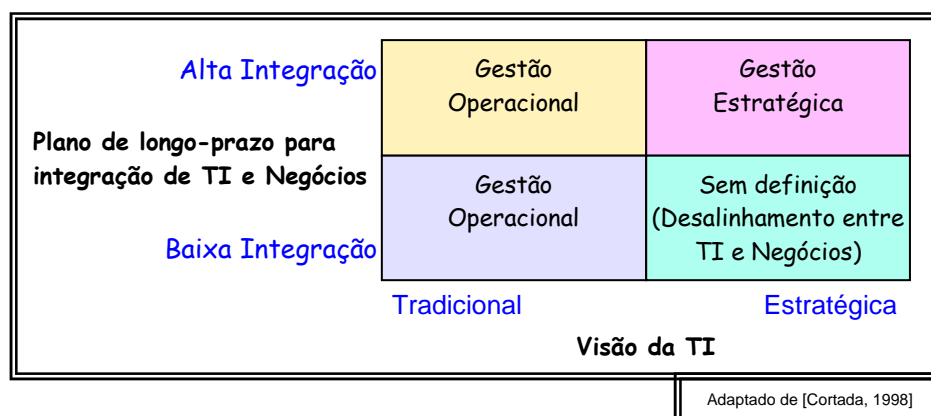 Alta Integração
Gestão
Operacional
Gestão
Estratégica
Plano de longo-prazo para
integração de TI e Negócios
Gestão
Operacional
Sem definição
(Desalinhamento entre
TI e Negócios)
Baixa Integração
Tradicional
Estratégica
Visão da TI
Adaptado de [Cortada, 1998]